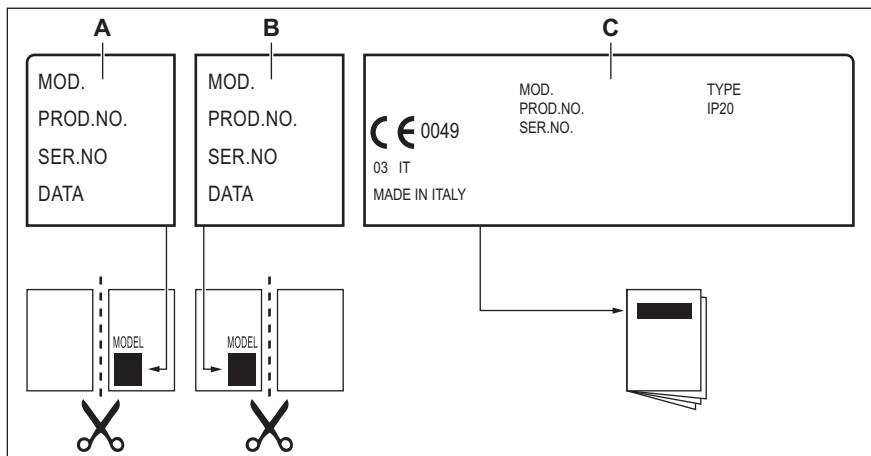 A
B
C
MOD.
PROD.NO.
SER.NO
DATA
MOD.
PROD.NO.
SER.NO
DATA
MOD.
PROD.NO.
SER.NO.
TYPE
IP20
CE 0049
03 IT
MADE IN ITALY
MODEL
MODEL